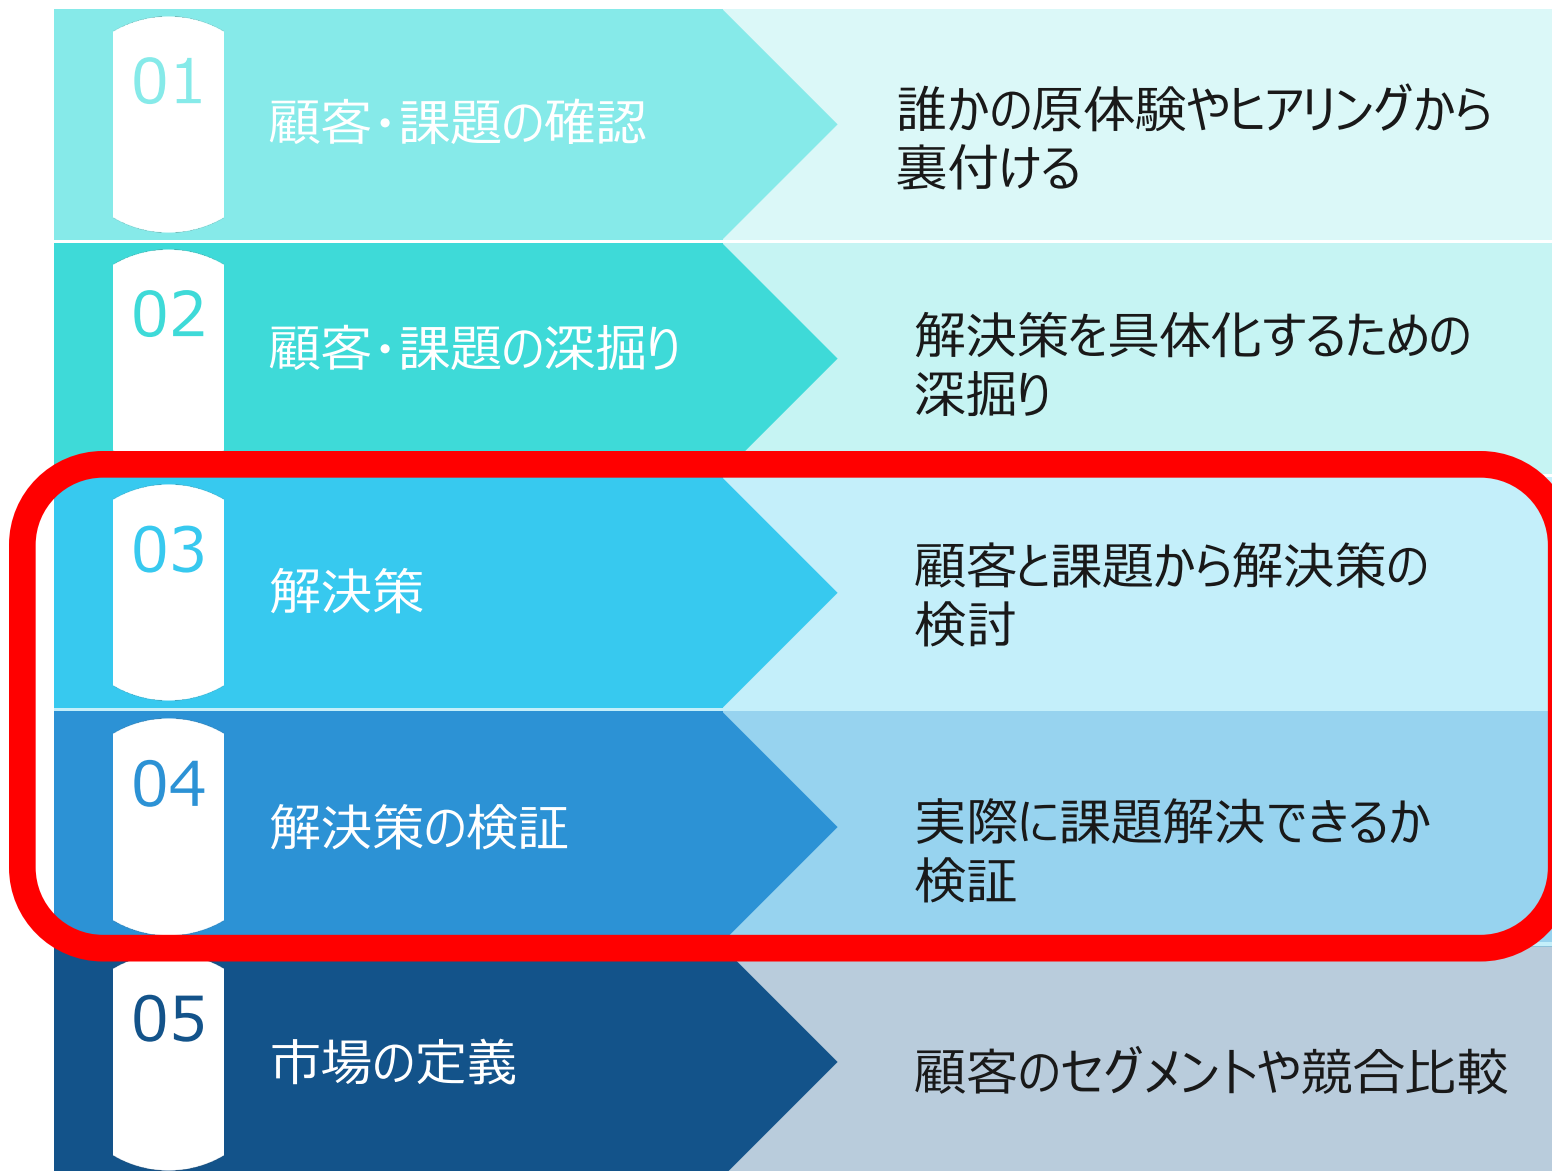 01
顧客・課題の確認
誰かの原体験やヒアリングから
裏付ける
02
顧客・課題の深掘り
解決策を具体化するための
深掘り
03
解決策
顧客と課題から解決策の
検討
04
解決策の検証
実際に課題解決できるか
検証
05
市場の定義
顧客のセグメントや競合比較